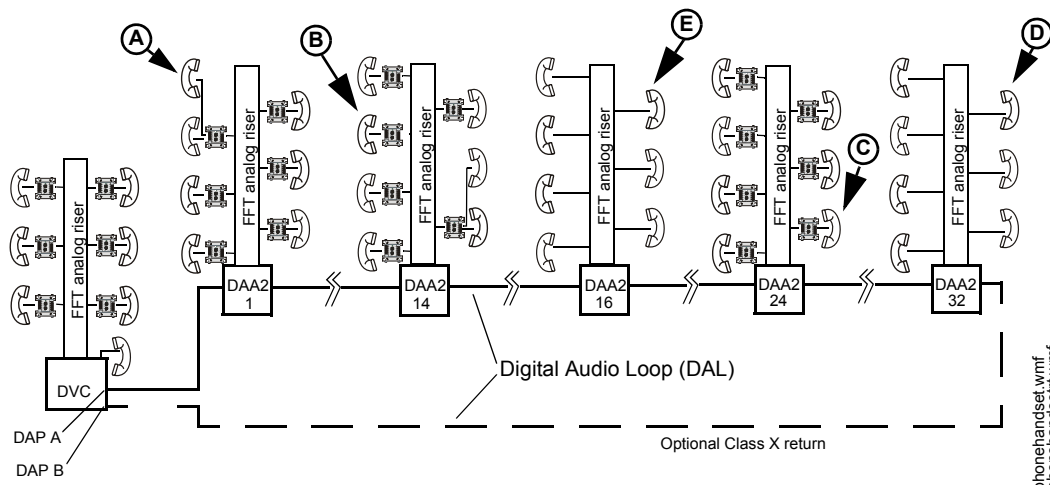 A
B
E
D
C
FFT analog riser
FFT analog riser
FFT analog riser
FFT analog riser
FFT analog riser
FFT analog riser
DAA2
1
DAA2
14
DAA2
16
DAA2
24
DAA2
32
DVC
Digital Audio Loop (DAL)
DAP A
DAP B
Optional Class X return
phonehandset.wmf